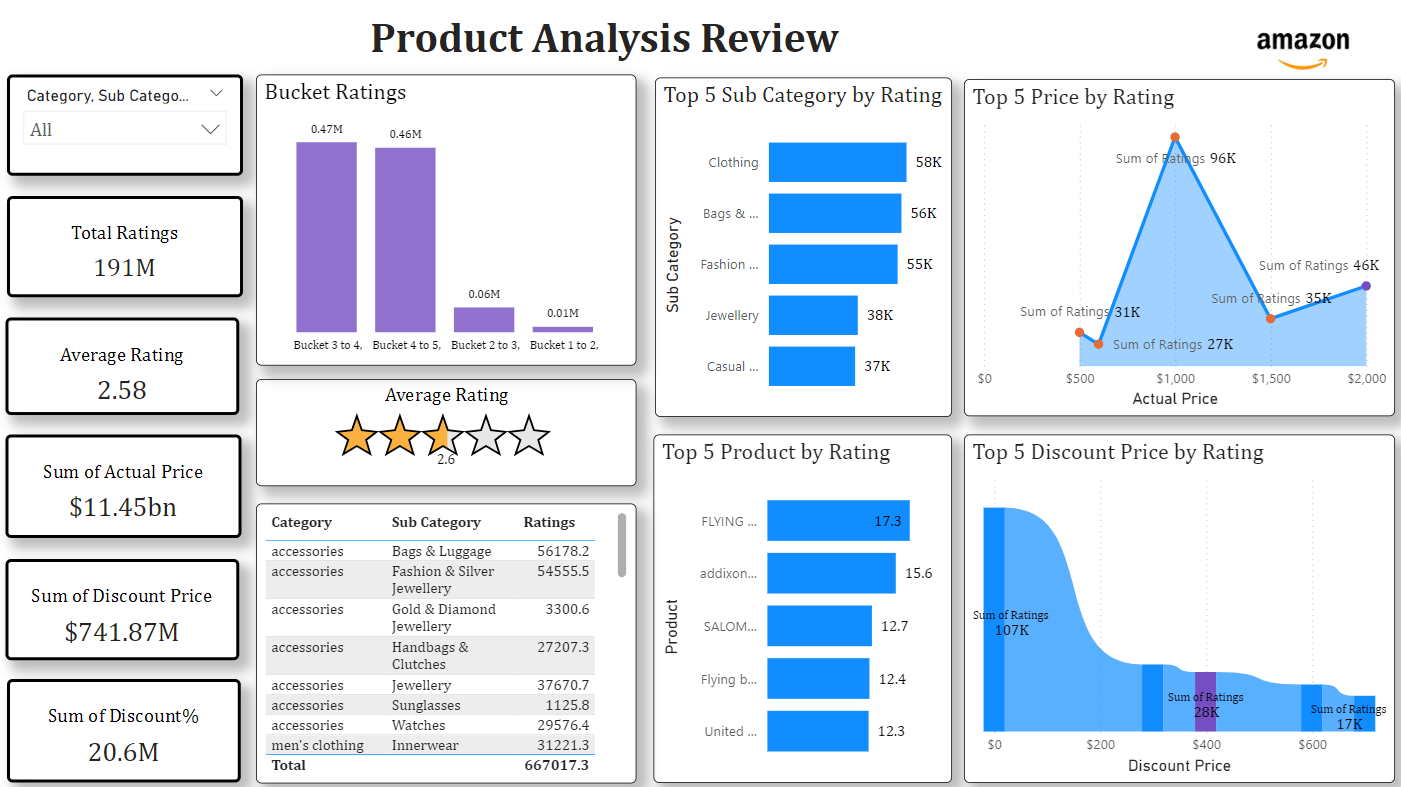 Product Analysis Review
amazon
Category, Sub Catego...
All
Total Ratings
191M
Average Rating
2.58
Sum of Actual Price
$11.45bn
Sum of Discount Price
$741.87M
Sum of Discount%
20.6M
Bucket Ratings
0.47M
0.46M
0.06M
0.01M
Bucket 3 to 4, Bucket 4 to 5, Bucket 2 to 3, Bucket 1 to 2,
Average Rating
2.6
Category Sub Category Ratings
accessories Bags & Luggage 56178.2
accessories Fashion & Silver 54555.5
Jewellery
accessories Gold & Diamond 3300.6
Jewellery
accessories Handbags & 27207.3
Clutches
accessories Jewellery 37670.7
accessories Sunglasses 1125.8
accessories Watches 29576.4
men's clothing Innerwear 31221.3
Total 667017.3
Top 5 Sub Category by Rating
Sub Category
Clothing 58K
Bags & ... 56K
Fashion ... 55K
Jewellery 38K
Casual ... 37K
Top 5 Product by Rating
Product
FLYING ... 17.3
addixon... 15.6
SALOM... 12.7
Flying b... 12.4
United ... 12.3
Top 5 Price by Rating
Sum of Ratings 96K
Sum of Ratings 46K
Sum of Ratings 35K
Sum of Ratings 31K
Sum of Ratings 27K
$0 $500 $1,000 $1,500 $2,000
Actual Price
Top 5 Discount Price by Rating
Sum of Ratings
107K
Sum of Ratings
28K
Sum of Ratings
17K
$0 $200 $400 $600
Discount Price